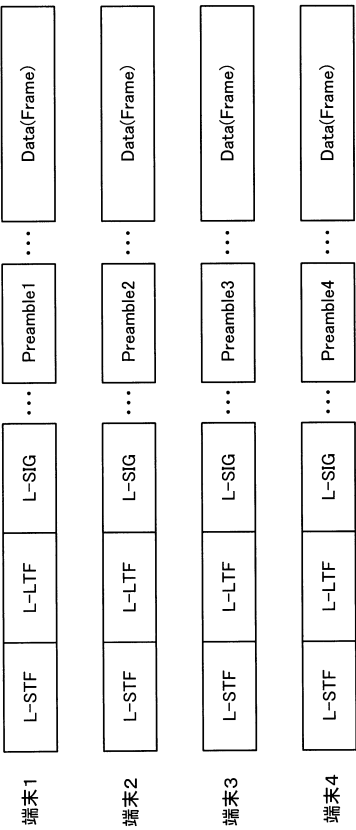 端末1 L-STF L-LTF L-SIG ··· Preamble1 ··· Data(Frame)
端末2 L-STF L-LTF L-SIG ··· Preamble2 ··· Data(Frame)
端末3 L-STF L-LTF L-SIG ··· Preamble3 ··· Data(Frame)
端末4 L-STF L-LTF L-SIG ··· Preamble4 ··· Data(Frame)